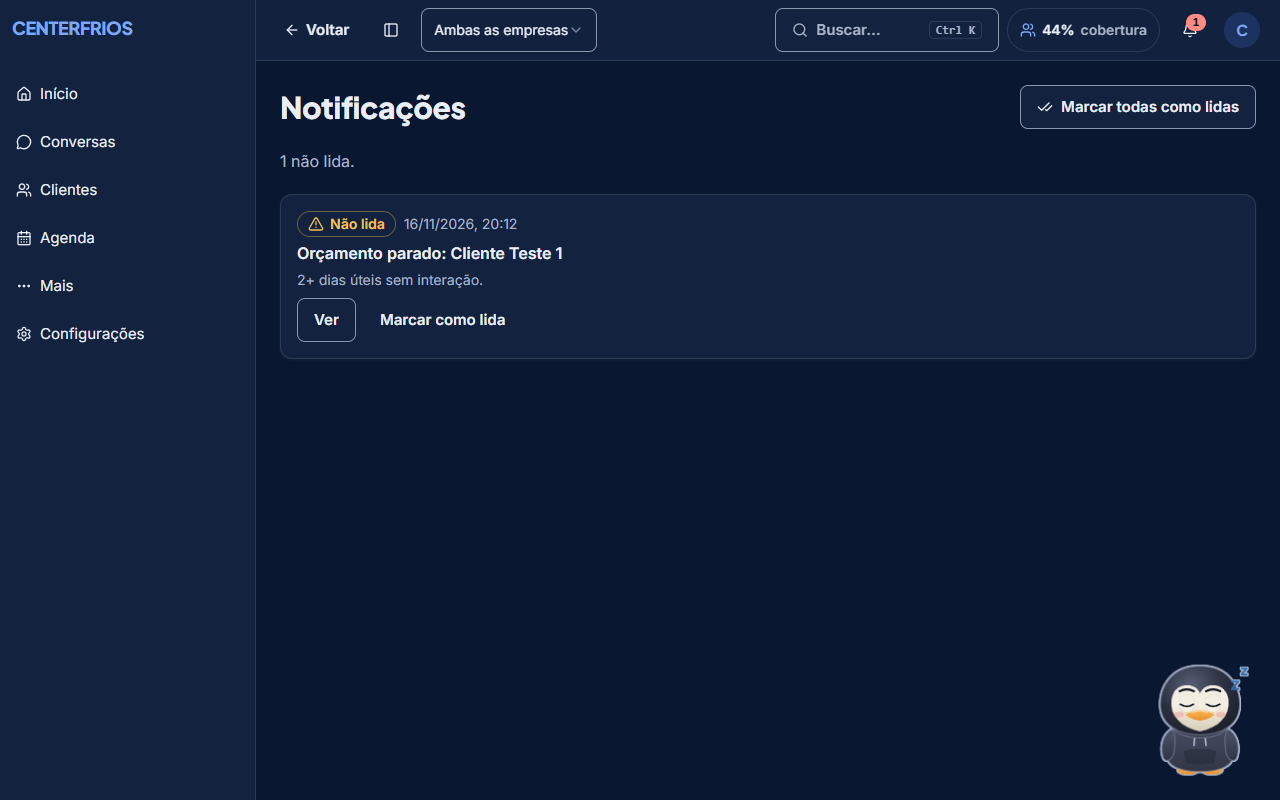 CENTERFRIOS
Voltar
Ambas as empresas
Buscar...
Ctrl K
44% cobertura
1
C
Início
Conversas
Clientes
Agenda
Mais
Configurações
Notificações
Marcar todas como lidas
1 não lida.
Não lida 16/11/2026, 20:12
Orçamento parado: Cliente Teste 1
2+ dias úteis sem interação.
Ver
Marcar como lida
Z
Z